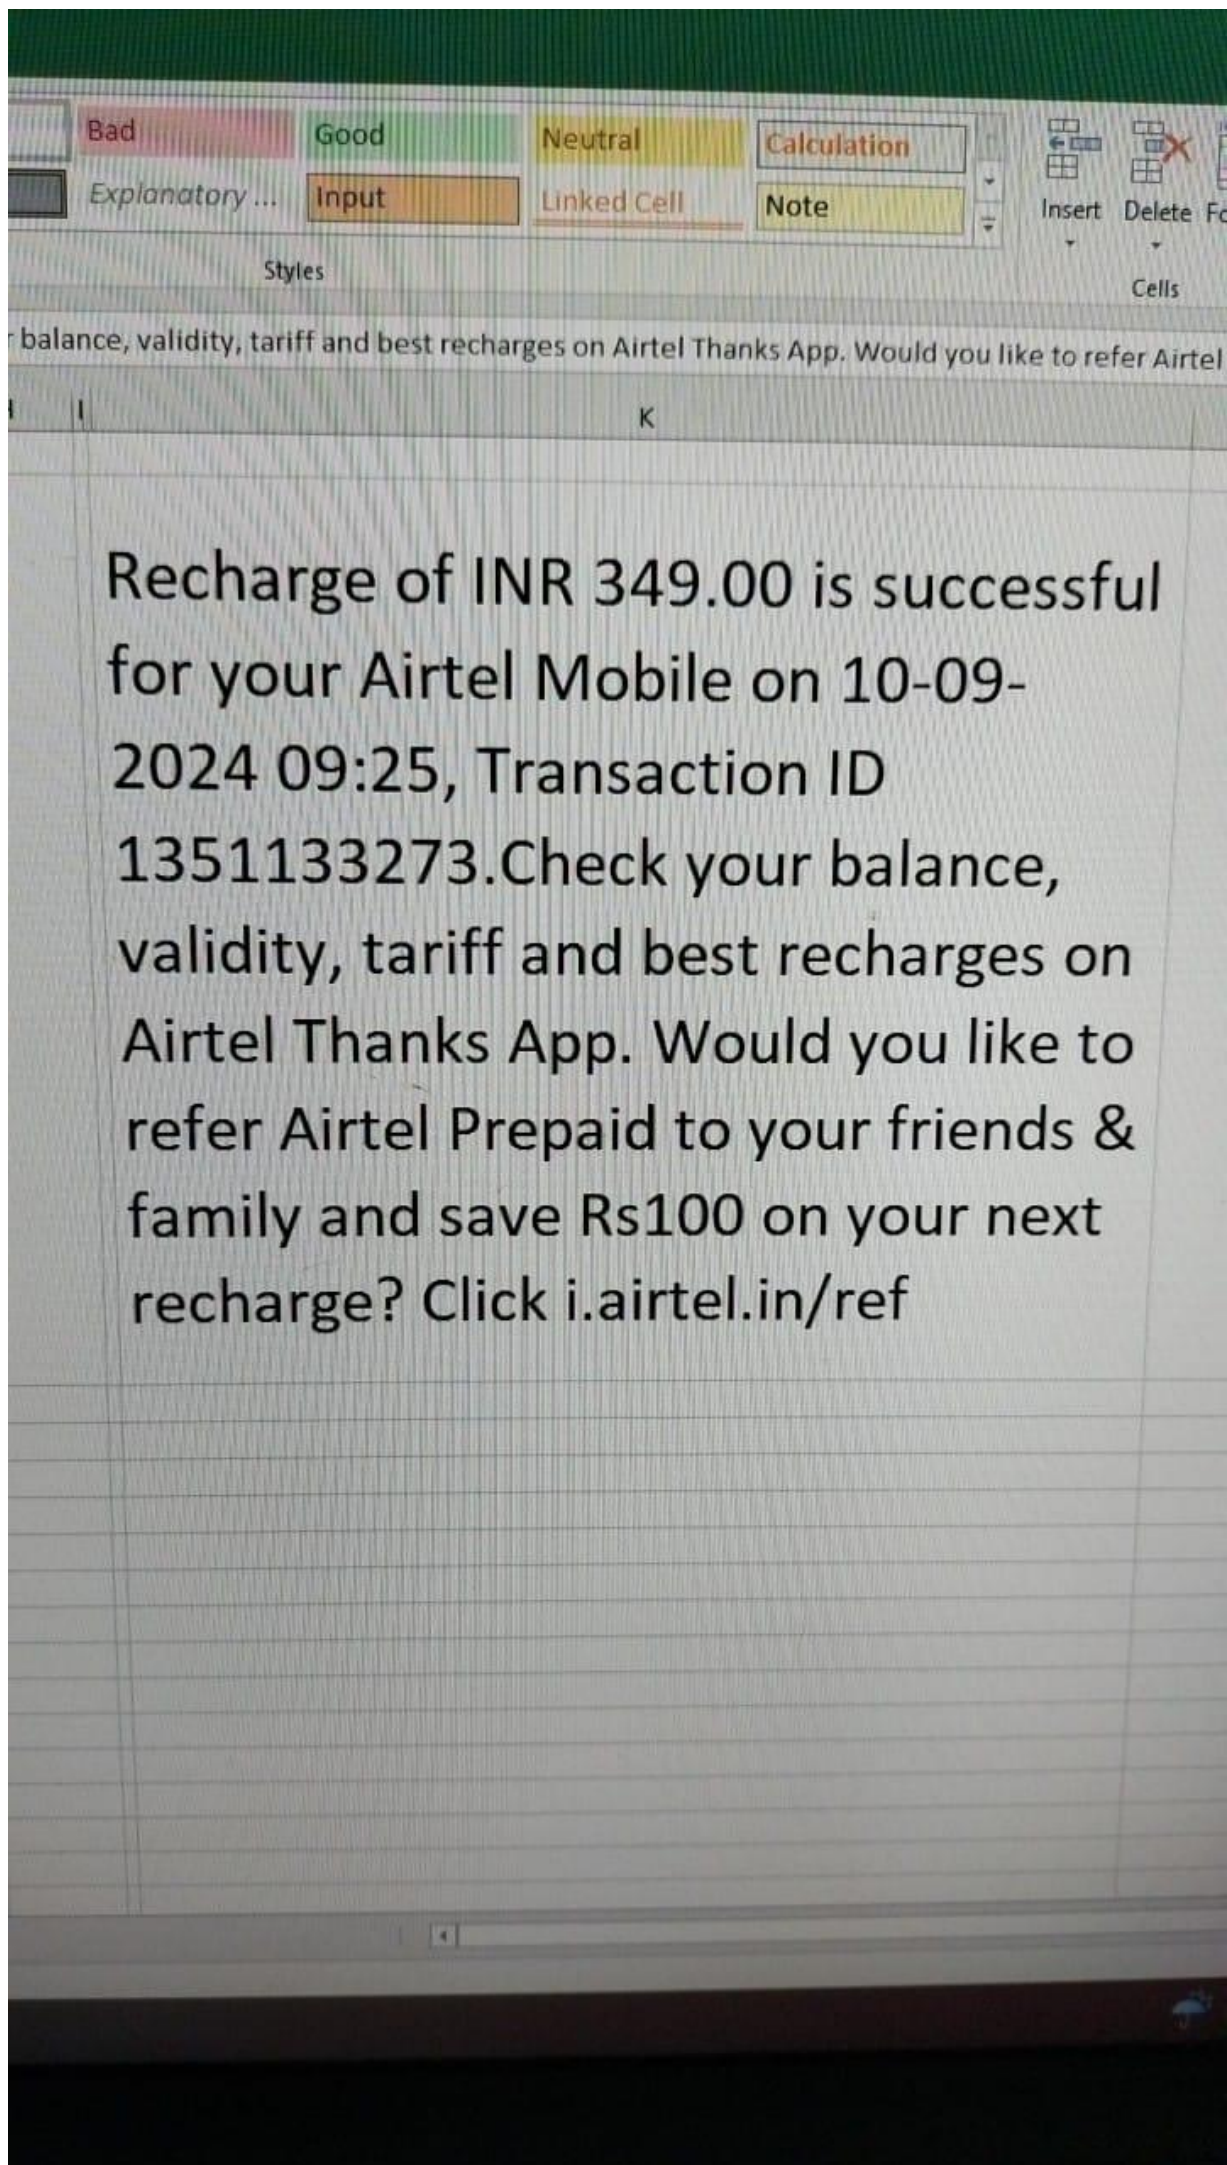 Bad Good Neutral Calculation
Explanatory ... Input Linked Cell Note
Insert Delete
Styles
Cells
balance, validity, tariff and best recharges on Airtel Thanks App. Would you like to refer Airtel
K
Recharge of INR 349.00 is successful
for your Airtel Mobile on 10-09-
2024 09:25, Transaction ID
1351133273.Check your balance,
validity, tariff and best recharges on
Airtel Thanks App. Would you like to
refer Airtel Prepaid to your friends &
family and save Rs100 on your next
recharge? Click i.airtel.in/ref